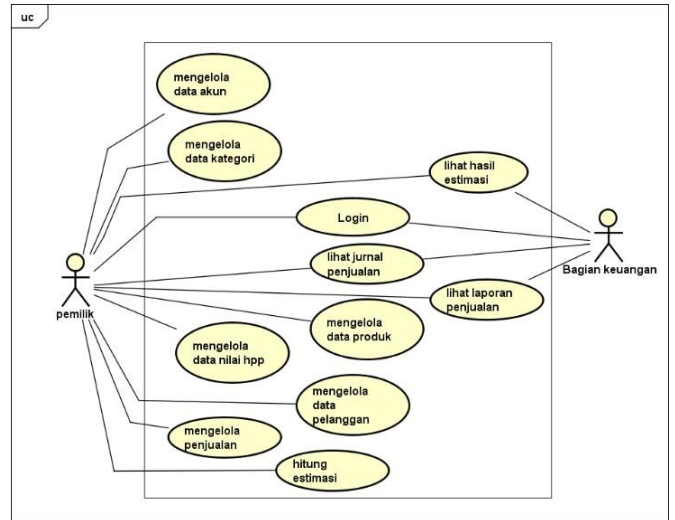 uc
mengelola
data akun
mengelola
data kategori
lihat hasil
estimasi
Login
lihat jurnal
penjualan
Bagian keuangan
pemilik
lihat laporan
penjualan
mengelola
data produk
mengelola
data nilai hpp
mengelola
data
pelanggan
mengelola
penjualan
hitung
estimasi